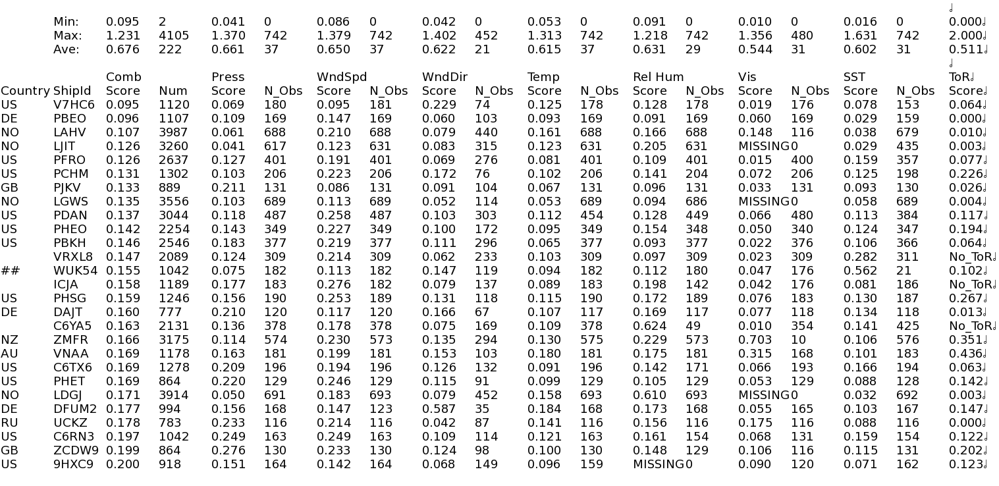 Min: 0.095 2 0.041 0 0.086 0 0.042 0 0.053 0 0.091 0 0.010 0 0.016 0 0.000
Max: 1.231 4105 1.370 742 1.379 742 1.402 452 1.313 742 1.218 742 1.356 480 1.631 742 2.000
Ave: 0.676 222 0.661 37 0.650 37 0.622 21 0.615 37 0.631 29 0.544 31 0.602 31 0.511
Comb Press WndSpd WndDir Temp Rel Hum Vis SST ToR
Country ShipId Score Num Score N_Obs Score N_Obs Score N_Obs Score N_Obs Score N_Obs Score N_Obs Score N_Obs Score
US V7HC6 0.095 1120 0.069 180 0.095 181 0.229 74 0.125 178 0.128 178 0.019 176 0.078 153 0.064
DE PBEO 0.096 1107 0.109 169 0.147 169 0.060 103 0.093 169 0.091 169 0.060 169 0.029 159 0.000
NO LAHV 0.107 3987 0.061 688 0.210 688 0.079 440 0.161 688 0.166 688 0.148 116 0.038 679 0.010
NO LJIT 0.126 3260 0.041 617 0.123 631 0.083 315 0.123 631 0.205 631 MISSING 0 0.029 435 0.003
US PFRO 0.126 2637 0.127 401 0.191 401 0.069 276 0.081 401 0.109 401 0.015 400 0.159 357 0.077
US PCHM 0.131 1302 0.103 206 0.223 206 0.172 76 0.102 206 0.141 204 0.072 206 0.125 198 0.226
GB PJKV 0.133 889 0.211 131 0.086 131 0.091 104 0.067 131 0.096 131 0.033 131 0.093 130 0.026
NO LGWS 0.135 3556 0.103 689 0.113 689 0.052 114 0.053 689 0.094 686 MISSING 0 0.058 689 0.004
US PDAN 0.137 3044 0.118 487 0.258 487 0.103 303 0.112 454 0.128 449 0.066 480 0.113 384 0.117
US PHEO 0.142 2254 0.143 349 0.227 349 0.100 172 0.095 349 0.154 348 0.050 340 0.124 347 0.194
US PBKH 0.146 2546 0.183 377 0.219 377 0.111 296 0.065 377 0.093 377 0.022 376 0.106 366 0.064
VRXL8 0.147 2089 0.124 309 0.214 309 0.062 233 0.103 309 0.097 309 0.023 309 0.282 311 No_ToR
## WUK54 0.155 1042 0.075 182 0.113 182 0.147 119 0.094 182 0.112 180 0.047 176 0.562 21 0.102
ICJA 0.158 1189 0.177 183 0.276 182 0.079 137 0.089 183 0.198 142 0.042 176 0.081 186 No_ToR
US PHSG 0.159 1246 0.156 190 0.253 189 0.131 118 0.115 190 0.172 189 0.076 183 0.130 187 0.267
DE DAJT 0.160 777 0.210 120 0.117 120 0.166 67 0.107 117 0.169 117 0.077 118 0.134 118 0.013
C6YA5 0.163 2131 0.136 378 0.178 378 0.075 169 0.109 378 0.624 49 0.010 354 0.141 425 No_ToR
NZ ZMFR 0.166 3175 0.114 574 0.230 573 0.135 294 0.130 575 0.229 573 0.703 10 0.106 576 0.351
AU VNAA 0.169 1178 0.163 181 0.199 181 0.153 103 0.180 181 0.175 181 0.315 168 0.101 183 0.436
US C6TX6 0.169 1278 0.209 196 0.194 196 0.126 132 0.091 196 0.142 171 0.066 193 0.166 194 0.063
US PHET 0.169 864 0.220 129 0.246 129 0.115 91 0.099 129 0.105 129 0.053 129 0.088 128 0.142
NO LDGJ 0.171 3914 0.050 691 0.183 693 0.079 452 0.158 693 0.610 693 MISSING 0 0.032 692 0.003
DE DFUM2 0.177 994 0.156 168 0.147 123 0.587 35 0.184 168 0.173 168 0.055 165 0.103 167 0.147
RU UCKZ 0.178 783 0.233 116 0.214 116 0.042 87 0.141 116 0.156 116 0.175 116 0.088 116 0.000
US C6RN3 0.197 1042 0.249 163 0.249 163 0.109 114 0.121 163 0.161 154 0.068 131 0.159 154 0.122
GB ZCDW9 0.199 864 0.276 130 0.233 130 0.124 98 0.100 130 0.148 129 0.106 116 0.115 131 0.202
US 9HXC9 0.200 918 0.151 164 0.142 164 0.068 149 0.096 159 MISSING 0 0.090 120 0.071 162 0.123